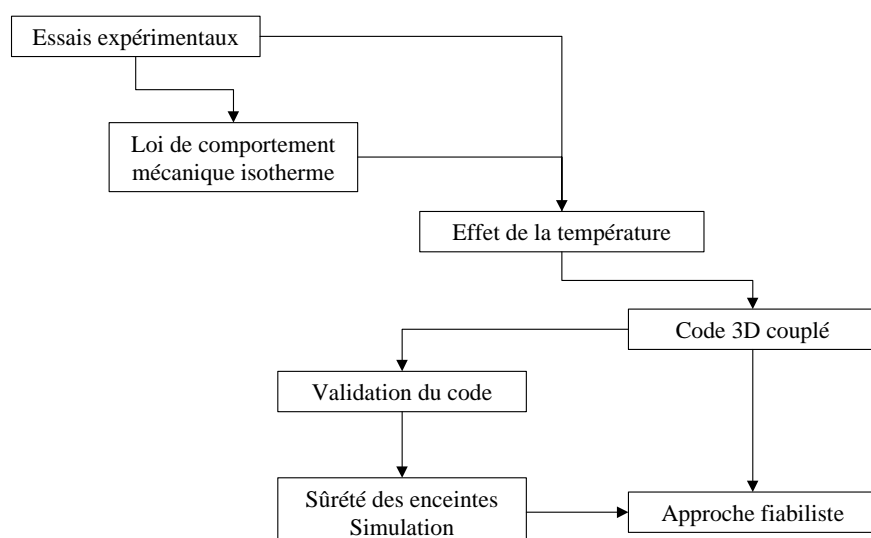 Essais expérimentaux
Loi de comportement
mécanique isotherme
Effet de la température
Code 3D couplé
Validation du code
Sûrété des enceintes
Simulation
Approche fiabiliste